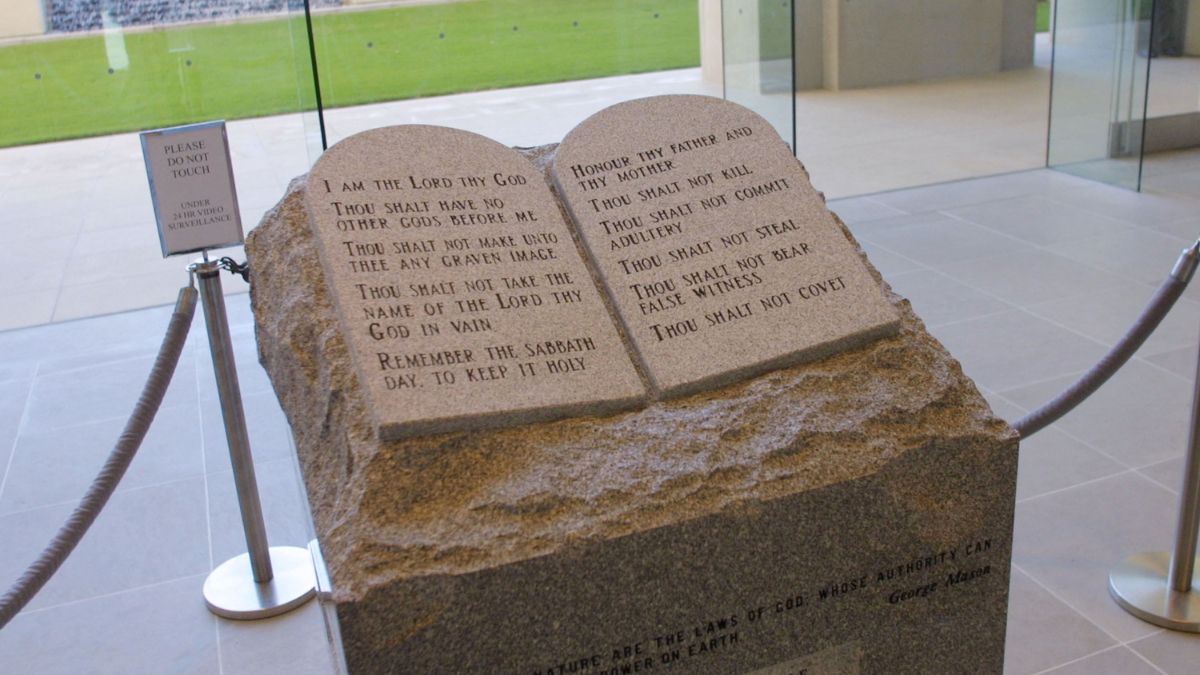 PLEASE
DO NOT
TOUCH
UNDER
24 HR VIDEO
SURVEILLANCE
I AM THE LORD THY GOD
THOU SHALT HAVE NO
OTHER GODS BEFORE ME
THOU SHALT NOT MAKE UNTO
THEE ANY GRAVEN IMAGE
THOU SHALT NOT TAKE THE
NAME OF THE LORD THY
GOD IN VAIN
REMEMBER THE SABBATH
DAY, TO KEEP IT HOLY
HONOUR THY FATHER AND
THY MOTHER
THOU SHALT NOT KILL
THOU SHALT NOT COMMIT
ADULTERY
THOU SHALT NOT STEAL
THOU SHALT NOT BEAR
FALSE WITNESS
THOU SHALT NOT COVET
NATURE ARE THE LAWS OF GOD, WHOSE AUTHORITY CAN
POWER ON EARTH
George Mason